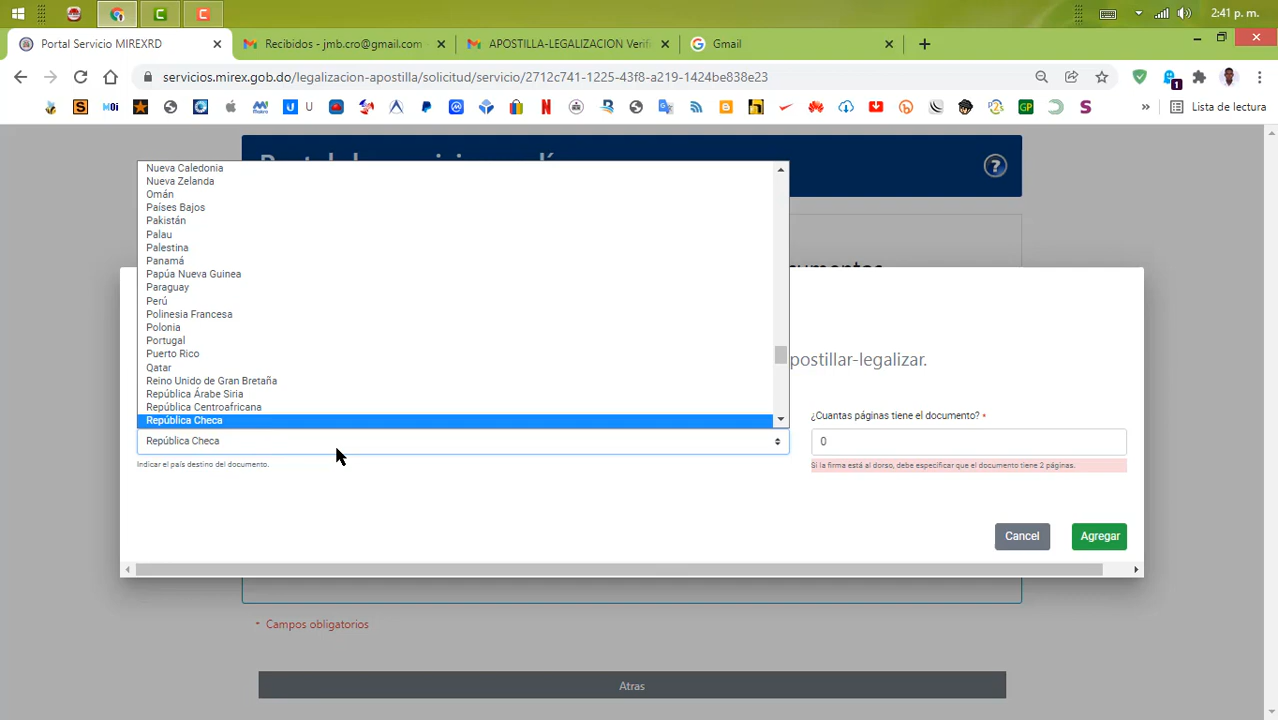 2:41 p. m.
Portal Servicio MIREXRD
Recibidos - jmb.cro@gmail.com
APOSTILLA-LEGALIZACION Verifi
Gmail
servicios.mirex.gob.do/legalizacion-apostilla/solicitud/servicio/2712c741-1225-43f8-a219-1424be838823
Lista de lectura
Nueva Caledonia
Nueva Zelanda
Omán
Países Bajos
Pakistán
Palau
Palestina
Panamá
Papúa Nueva Guinea
Paraguay
Perú
Polinesia Francesa
Polonia
Portugal
Puerto Rico
Qatar
Reino Unido de Gran Bretaña
República Árabe Siria
República Centroafricana
República Checa
postillar-legalizar.
República Checa
Indicar el país destino del documento.
¿Cuantas páginas tiene el documento? *
0
Si la firma está al dorso, debe especificar que el documento tiene 2 páginas.
Cancel
Agregar
* Campos obligatorios
Atras